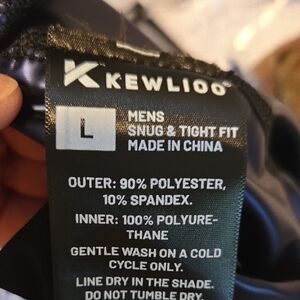 KEWLIOO
L
MENS
SNUG & TIGHT FIT
MADE IN CHINA
OUTER: 90% POLYESTER,
10% SPANDEX.
INNER: 100% POLYURE-
THANE
GENTLE WASH ON A COLD
CYCLE ONLY.
LINE DRY IN THE SHADE.
DO NOT TUMBLE DRY.